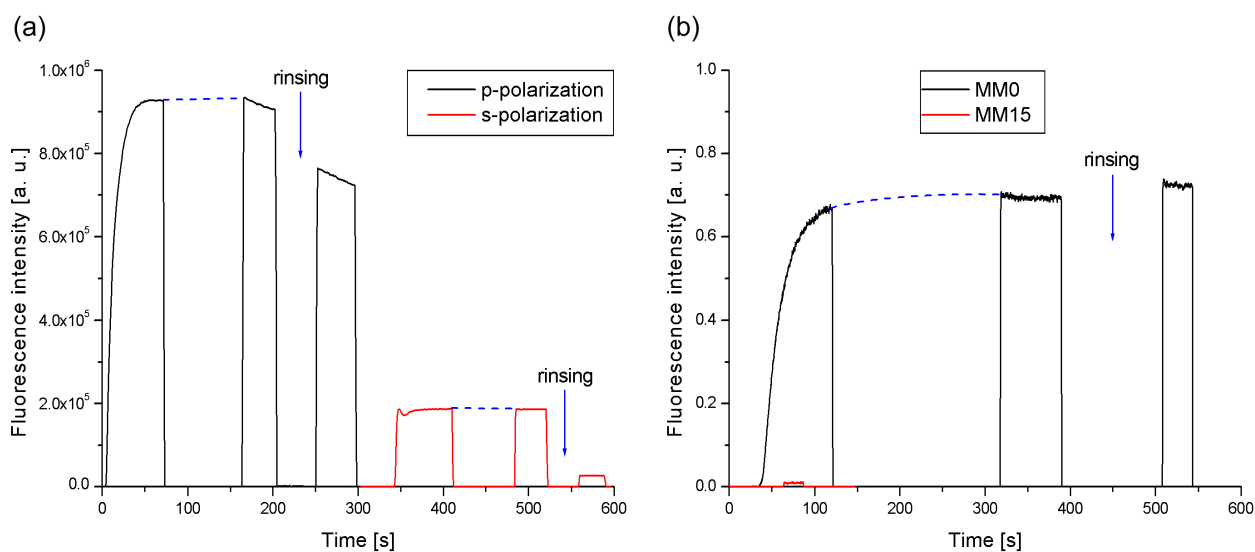 (a)
Fluorescence intensity [a. u.]
1.0x10⁶
8.0x10⁵
6.0x10⁵
4.0x10⁵
2.0x10⁵
0.0
rinsing
p-polarization
s-polarization
rinsing
0 100 200 300 400 500 600
Time [s]
(b)
Fluorescence intensity [a. u.]
1.0
0.8
0.6
0.4
0.2
0.0
MM0
MM15
rinsing
0 100 200 300 400 500 600
Time [s]